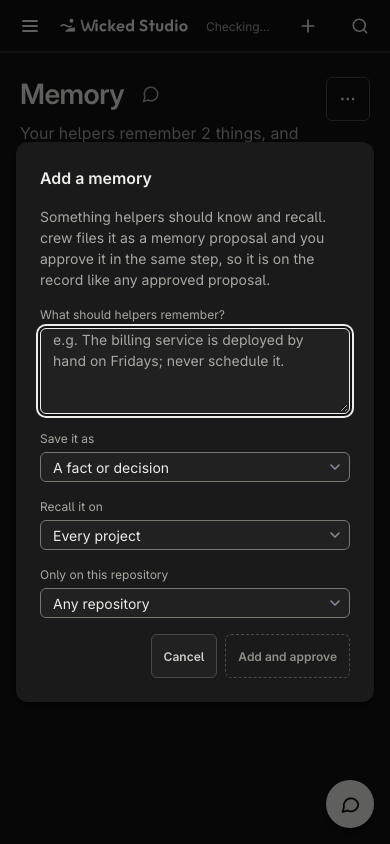 Wicked Studio
Checking...
Memory
Your helpers remember 2 things, and
Add a memory
Something helpers should know and recall.
crew files it as a memory proposal and you
approve it in the same step, so it is on the
record like any approved proposal.
What should helpers remember?
e.g. The billing service is deployed by
hand on Fridays; never schedule it.
Save it as
A fact or decision
Recall it on
Every project
Only on this repository
Any repository
Cancel
Add and approve